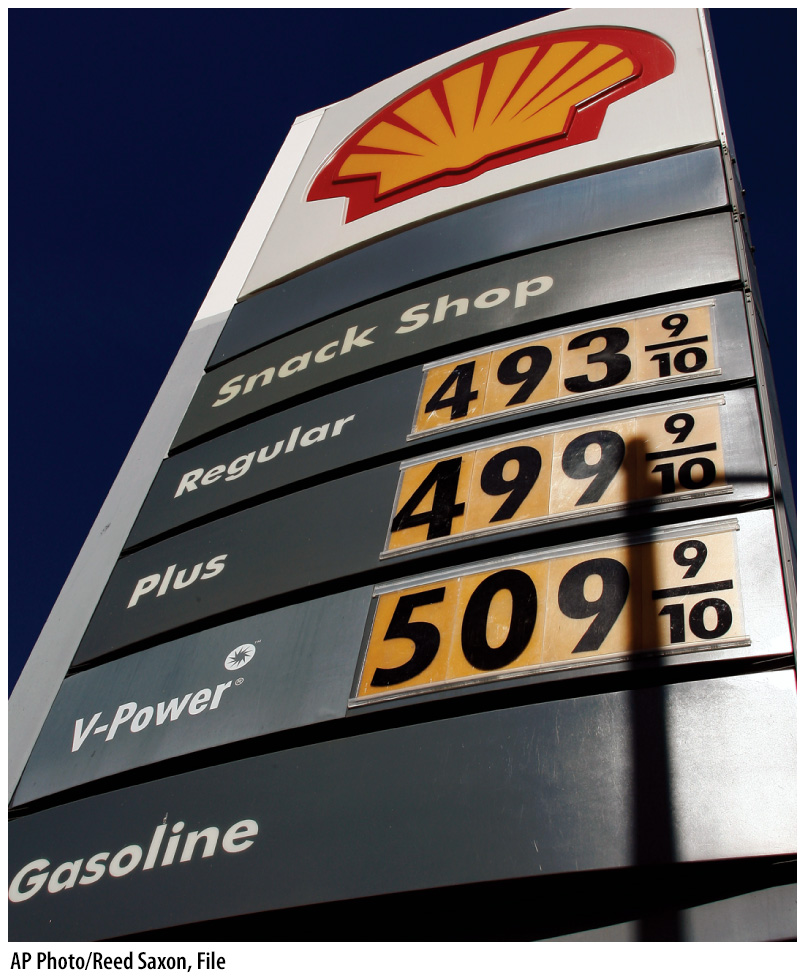 Snack Shop
Regular 493 9/10
Plus 499 9/10
V-Power® 509 9/10
Gasoline
AP Photo/Reed Saxon, File